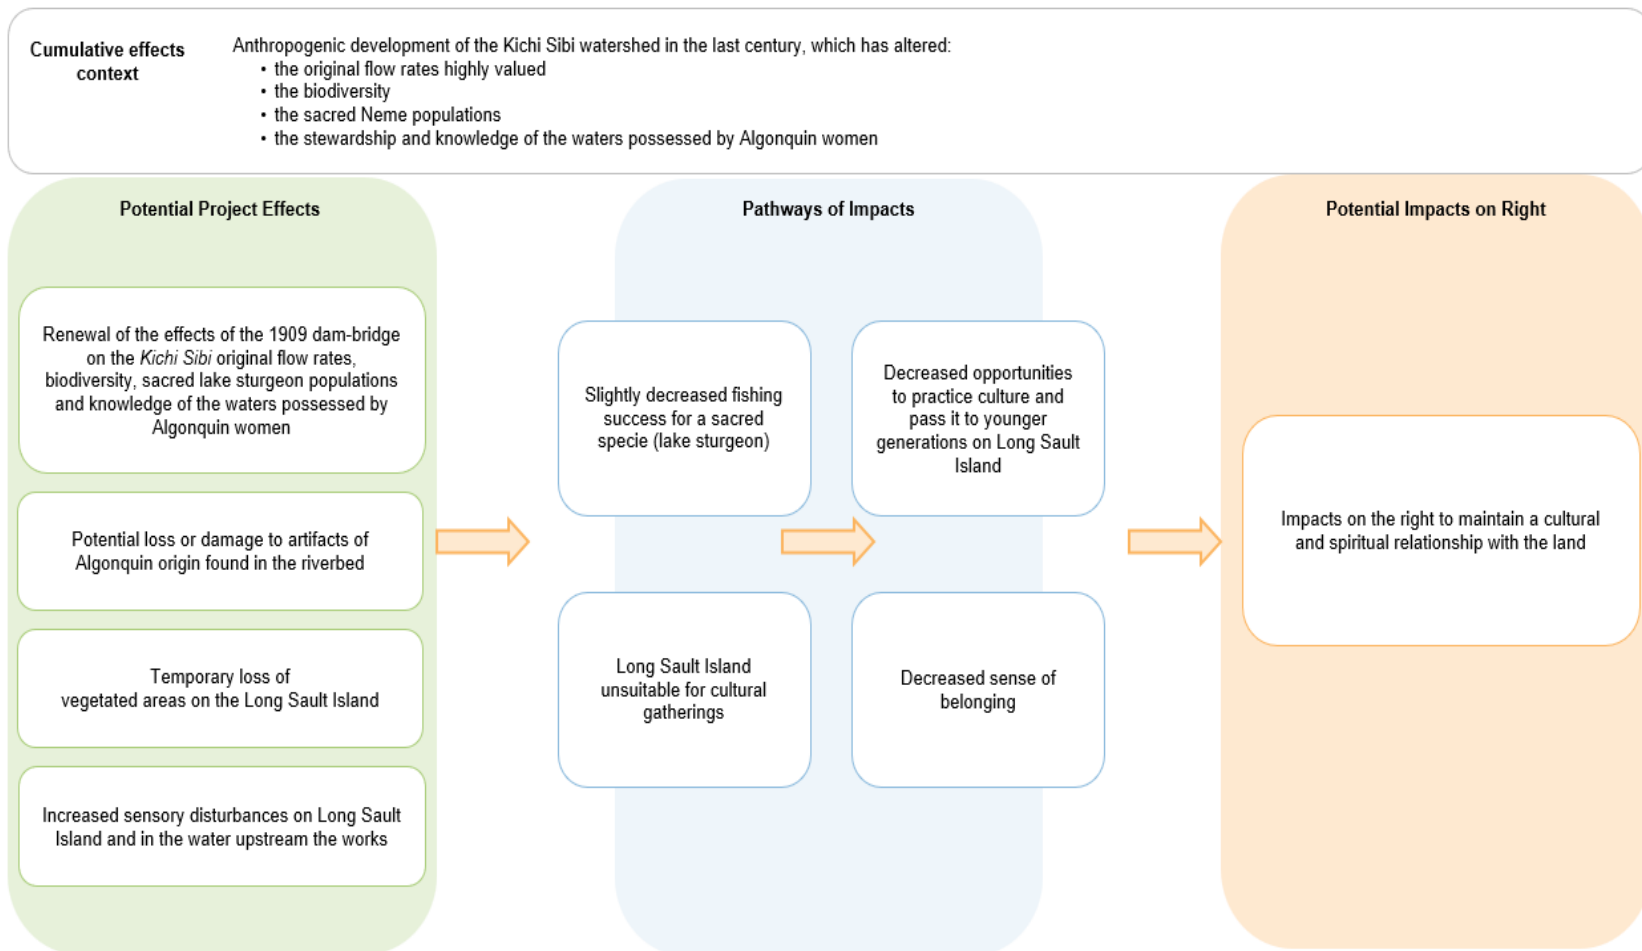 Cumulative effects
context
Anthropogenic development of the Kichi Sibi watershed in the last century, which has altered:
• the original flow rates highly valued
• the biodiversity
• the sacred Neme populations
• the stewardship and knowledge of the waters possessed by Algonquin women
Potential Project Effects
Renewal of the effects of the 1909 dam-bridge
on the Kichi Sibi original flow rates,
biodiversity, sacred lake sturgeon populations
and knowledge of the waters possessed by
Algonquin women
Potential loss or damage to artifacts of
Algonquin origin found in the riverbed
Temporary loss of
vegetated areas on the Long Sault Island
Increased sensory disturbances on Long Sault
Island and in the water upstream the works
Pathways of Impacts
Slightly decreased fishing
success for a sacred
specie (lake sturgeon)
Decreased opportunities
to practice culture and
pass it to younger
generations on Long Sault
Island
Long Sault Island
unsuitable for cultural
gatherings
Decreased sense of
belonging
Potential Impacts on Right
Impacts on the right to maintain a cultural
and spiritual relationship with the land